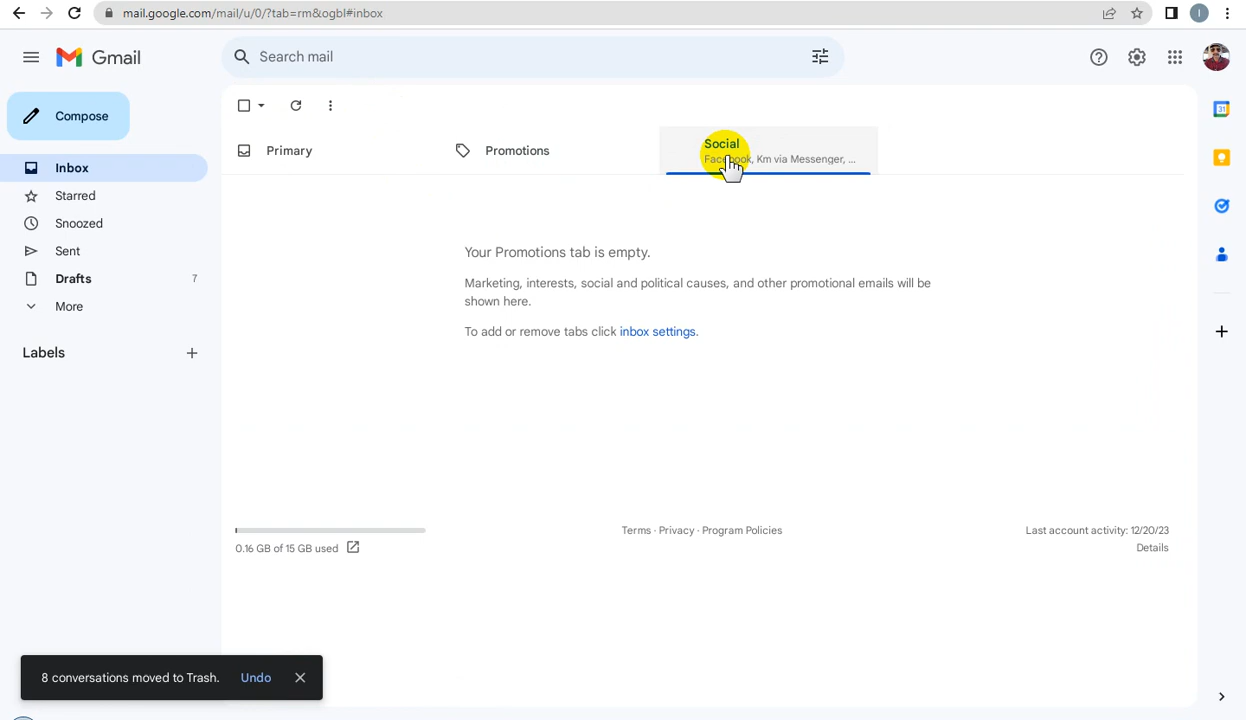 mail.google.com/mail/u/0/?tab=rm&ogbl#inbox
I
Gmail
Search mail
Compose
Inbox
Starred
Snoozed
Sent
Drafts 7
More
Labels
Primary
Promotions
Social
Facebook, Km via Messenger, ...
31
Your Promotions tab is empty.
Marketing, interests, social and political causes, and other promotional emails will be
shown here.
To add or remove tabs click inbox settings.
0.16 GB of 15 GB used
Terms · Privacy · Program Policies
Last account activity: 12/20/23
Details
8 conversations moved to Trash. Undo